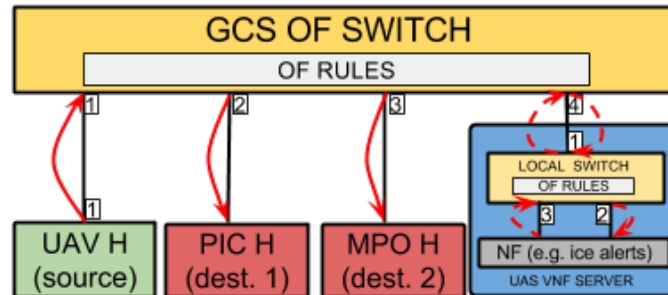 GCS OF SWITCH
OF RULES
1
2
3
4
1
LOCAL SWITCH
OF RULES
1
3
2
UAV H
(source)
PIC H
(dest. 1)
MPO H
(dest. 2)
NF (e.g. ice alerts)
UAS VNF SERVER